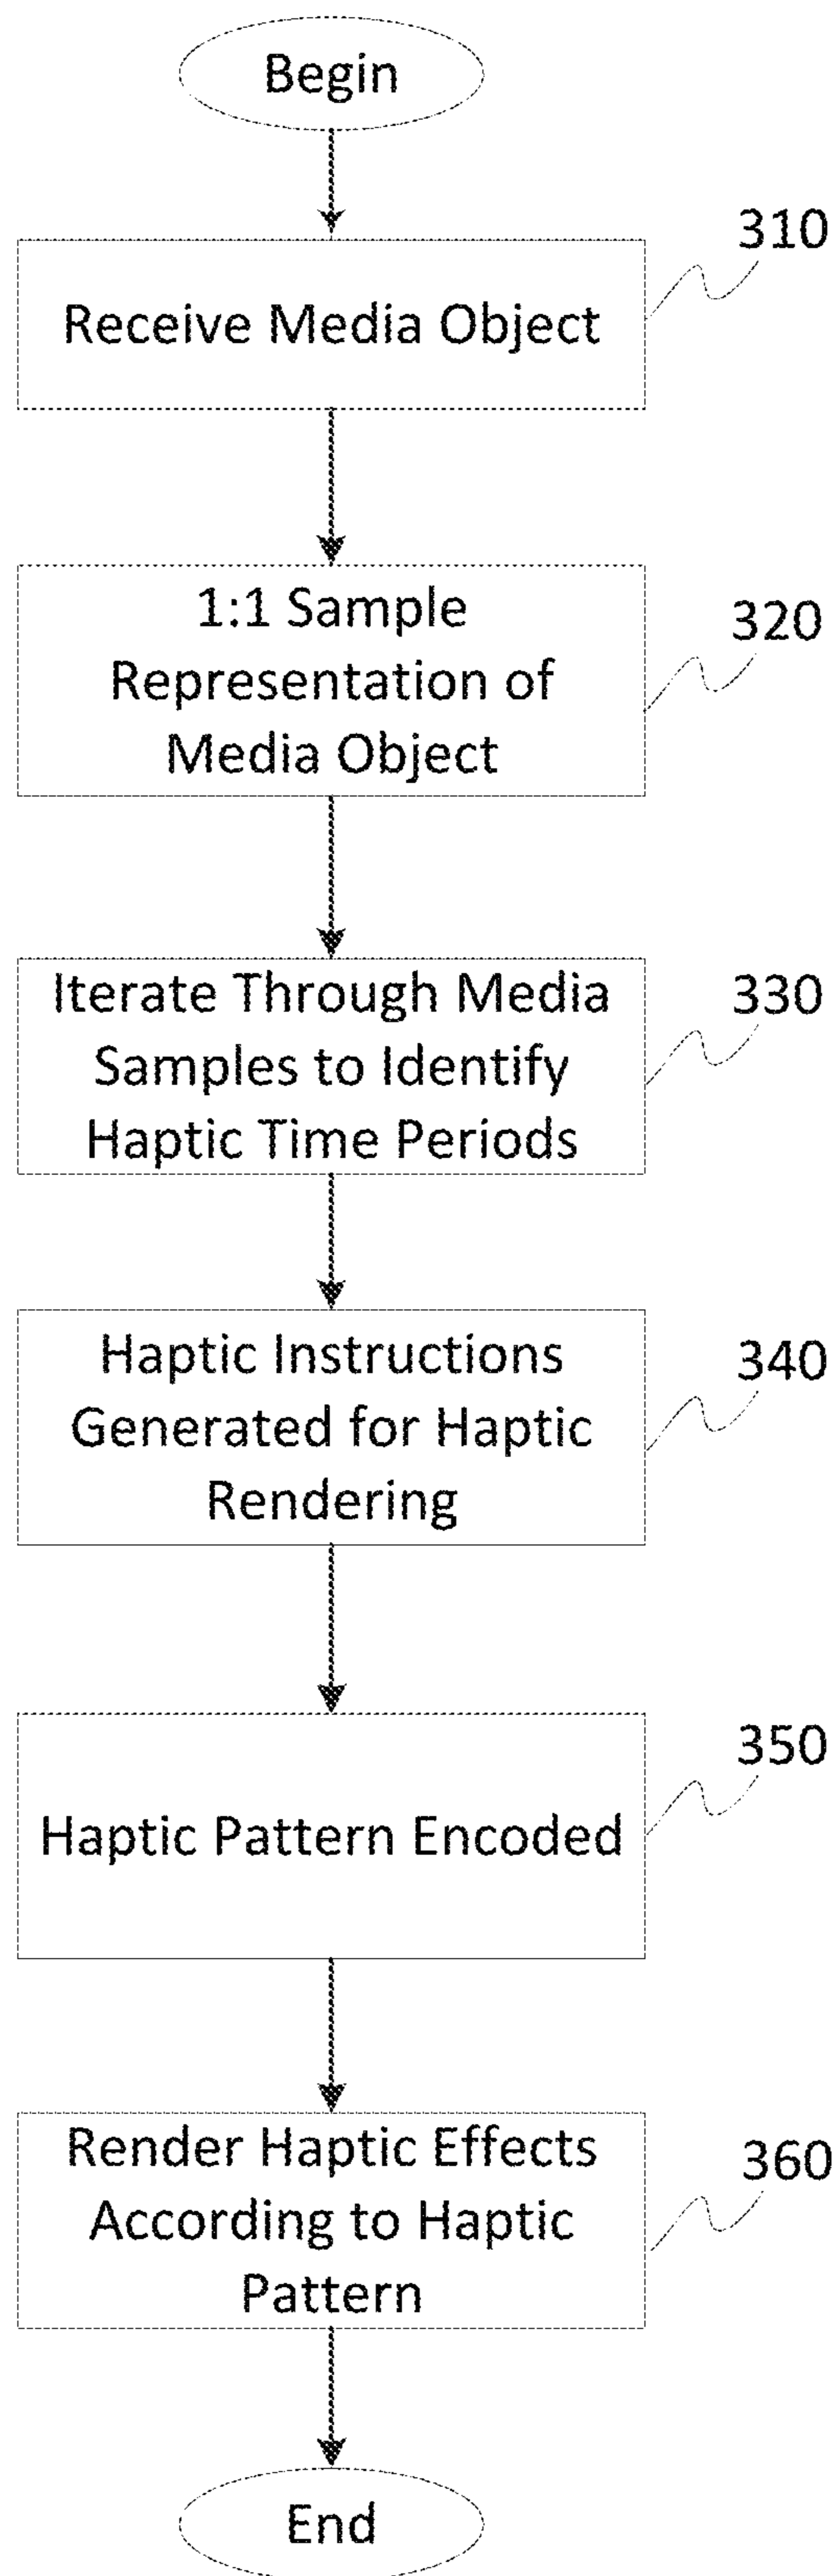 Begin
310
Receive Media Object
1:1 Sample
320
Representation of
Media Object
Iterate Through Media
330
Samples to Identify
Haptic Time Periods
Haptic Instructions
340
Generated for Haptic
Rendering
350
Haptic Pattern Encoded
Render Haptic Effects
360
According to Haptic
Pattern
End